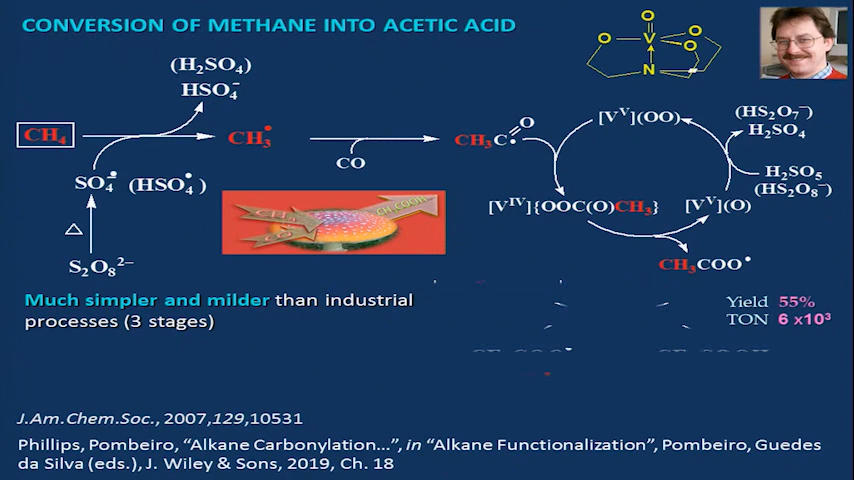 CONVERSION OF METHANE INTO ACETIC ACID
O
O
V
O
O
N
(H₂SO₄)
HSO₄⁻
CH₄
CH₃•
CO
CH₃C•
O
[Vⱽ](OO)
(HS₂O₇⁻)
H₂SO₄
SO₄•⁻ (HSO₄•)
H₂SO₅
(HS₂O₈⁻)
[Vᴵⱽ]{OOC(O)CH₃}
[Vⱽ](O)
CH₄
CO
CH₃COOH
△
S₂O₈²⁻
CH₃COO•
Much simpler and milder than industrial
processes (3 stages)
Yield 55%
TON 6 x10³
J.Am.Chem.Soc., 2007,129,10531
Phillips, Pombeiro, “Alkane Carbonylation...”, in “Alkane Functionalization”, Pombeiro, Guedes
da Silva (eds.), J. Wiley & Sons, 2019, Ch. 18